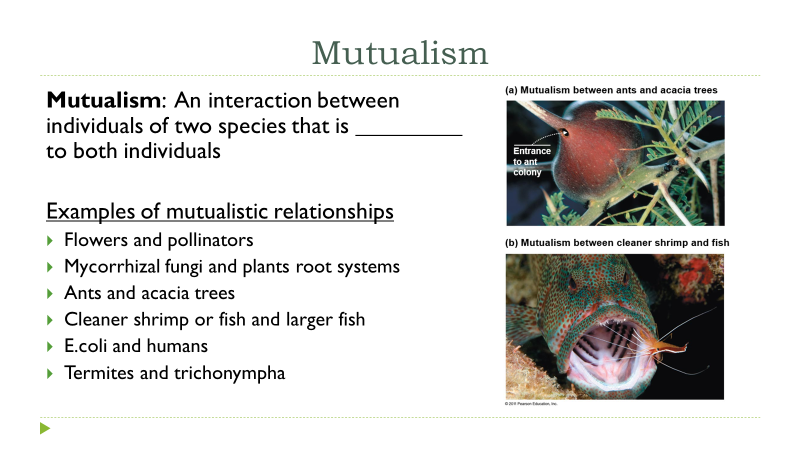 Mutualism
Mutualism: An interaction between
individuals of two species that is __________
to both individuals
Examples of mutualistic relationships
Flowers and pollinators
Mycorrhizal fungi and plants root systems
Ants and acacia trees
Cleaner shrimp or fish and larger fish
E.coli and humans
Termites and trichonympha
(a) Mutualism between ants and acacia trees
Entrance
to ant
colony
(b) Mutualism between cleaner shrimp and fish
© 2011 Pearson Education, Inc.